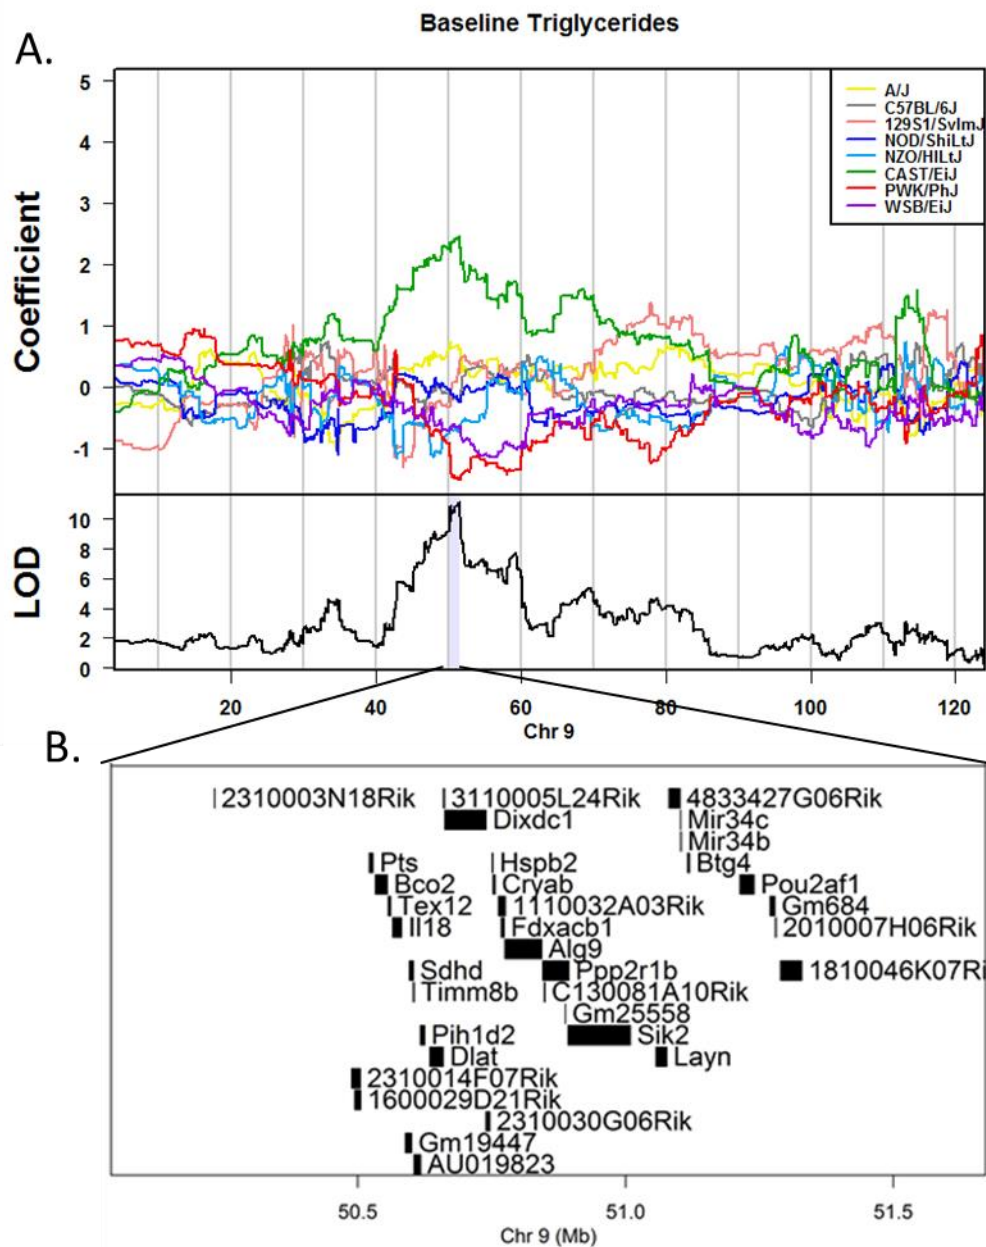 Baseline Triglycerides
A.
5
4
3
2
1
0
-1
Coefficient
A/J
C57BL/6J
129S1/SvImJ
NOD/ShiLtJ
NZO/HILtJ
CAST/EiJ
PWK/PhJ
WSB/EiJ
10
8
6
4
2
0
LOD
20 40 60 80 100 120
Chr 9
B.
2310003N18Rik 3110005L24Rik 4833427G06Rik
Dixdc1 Mir34c
Mir34b
Pts Hspb2 Btg4
Bco2 Cryab Pou2af1
Tex12 1110032A03Rik Gm684
Il18 Fdxacb1 2010007H06Rik
Alg9
Sdhd Ppp2r1b 1810046K07Ri
Timm8b C130081A10Rik
Gm25558
Pih1d2 Sik2
Dlat Layn
2310014F07Rik
1600029D21Rik
2310030G06Rik
Gm19447
AU019823
50.5 51.0 51.5
Chr 9 (Mb)